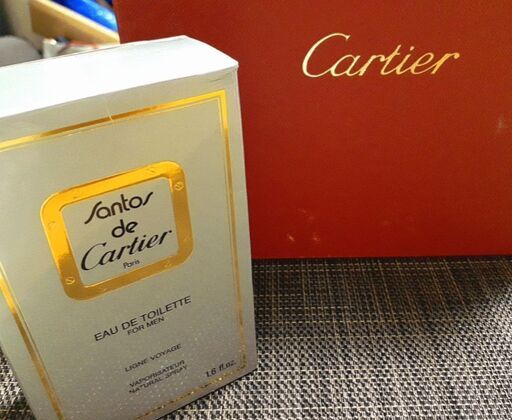 Cartier
Santos
de
Cartier
Paris
EAU DE TOILETTE
FOR MEN
LIGNE VOYAGE
VAPORISATEUR
NATURAL SPRAY
1.6 fl.oz.